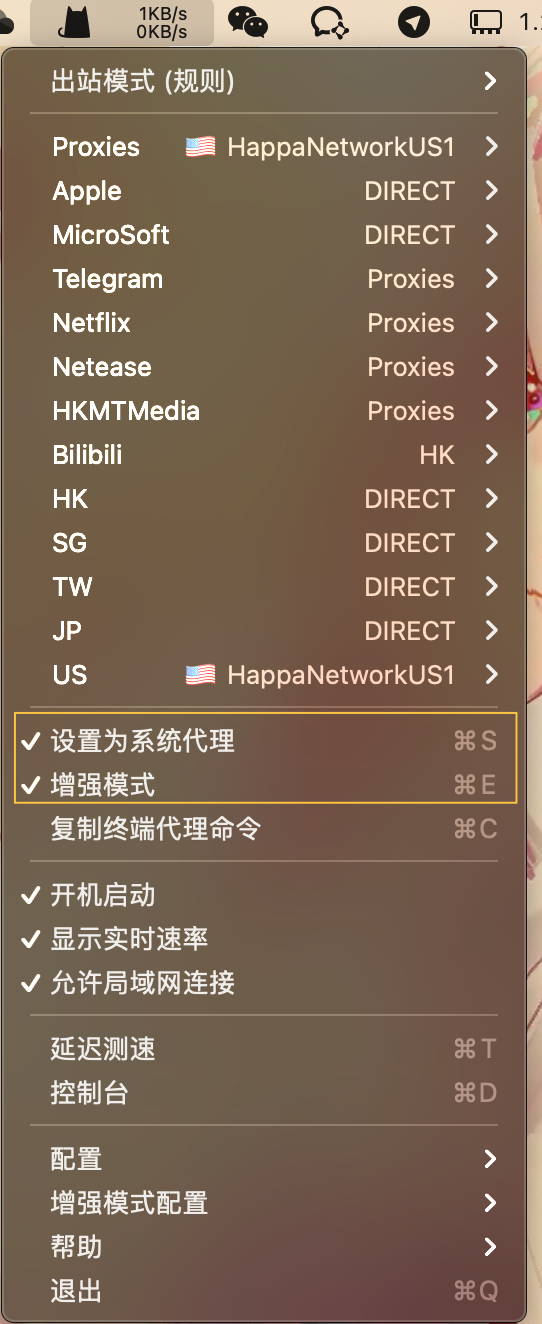 1KB/s
0KB/s
出站模式 (规则)
Proxies HappaNetworkUS1
Apple DIRECT
MicroSoft DIRECT
Telegram Proxies
Netflix Proxies
Netease Proxies
HKMTMedia Proxies
Bilibili HK
HK DIRECT
SG DIRECT
TW DIRECT
JP DIRECT
US HappaNetworkUS1
设置为系统代理 ⌘S
增强模式 ⌘E
复制终端代理命令 ⌘C
开机启动
显示实时速率
允许局域网连接
延迟测速 ⌘T
控制台 ⌘D
配置
增强模式配置
帮助
退出 ⌘Q